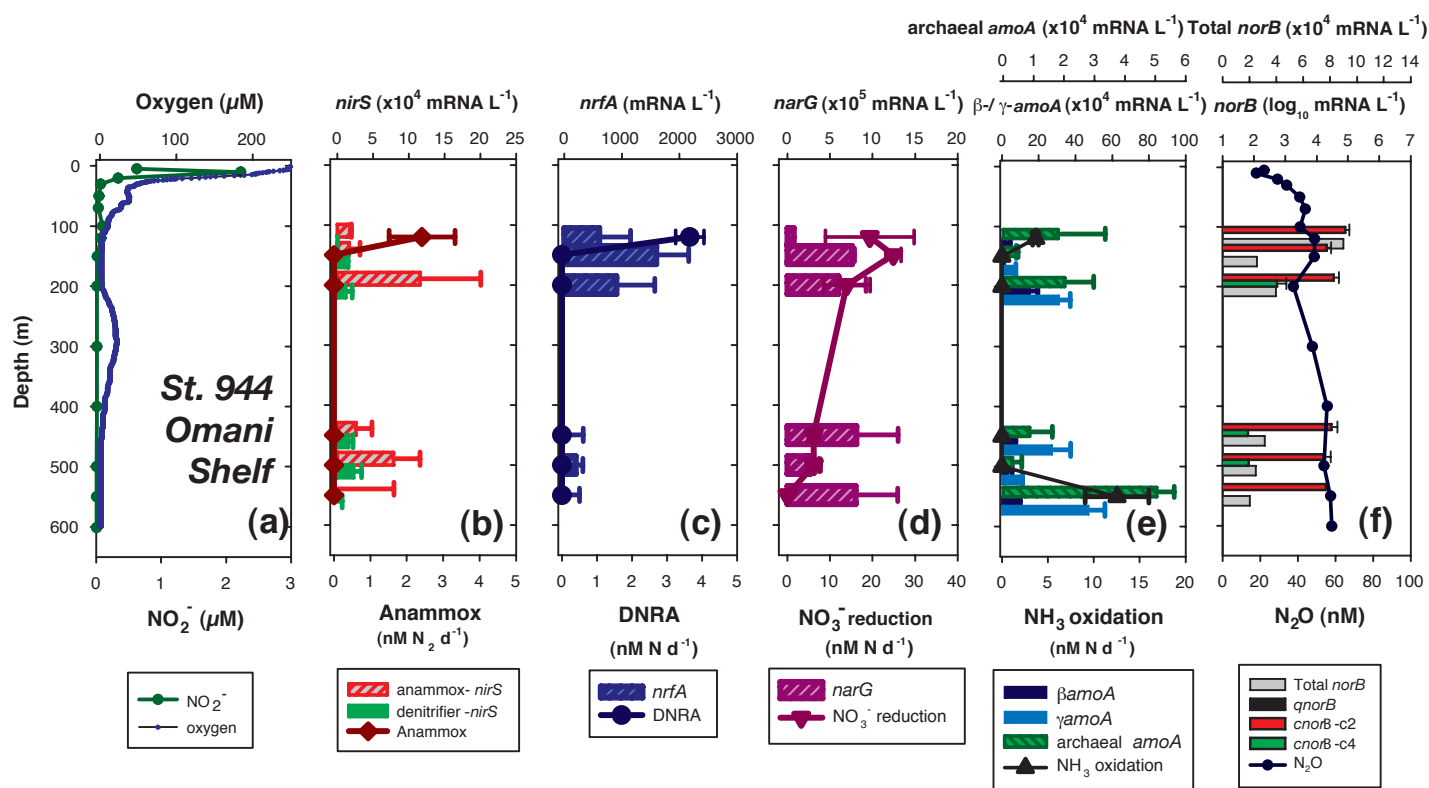 archaeal amoA (x10⁴ mRNA L⁻¹) Total norB (x10⁴ mRNA L⁻¹)
0 1 2 3 4 5 6 0 2 4 6 8 10 12 14
Oxygen (µM) nirS (x10⁴ mRNA L⁻¹) nrfA (mRNA L⁻¹) narG (x10⁵ mRNA L⁻¹) β-/ γ-amoA (x10⁴ mRNA L⁻¹) norB (log₁₀ mRNA L⁻¹)
0 100 200 0 5 10 15 20 25 0 1000 2000 3000 0 10 20 30 40 0 20 40 60 80 100 1 2 3 4 5 6 7
0
100
200
300
400
500
600
Depth (m)
St. 944
Omani
Shelf
(a) (b) (c) (d) (e) (f)
0 1 2 3 0 1 2 3 4 5 0 1 2 3 4 5 0 10 20 30 40 0 5 10 15 20 0 20 40 60 80 100
NO₂⁻ (µM) Anammox DNRA NO₃⁻ reduction NH₃ oxidation N₂O (nM)
(nM N₂ d⁻¹) (nM N d⁻¹) (nM N d⁻¹) (nM N d⁻¹)
NO₂⁻
oxygen
anammox- nirS
denitrifier -nirS
Anammox
nrfA
DNRA
narG
NO₃⁻ reduction
βamoA
γamoA
archaeal amoA
NH₃ oxidation
Total norB
qnorB
cnorB-c2
cnorB-c4
N₂O